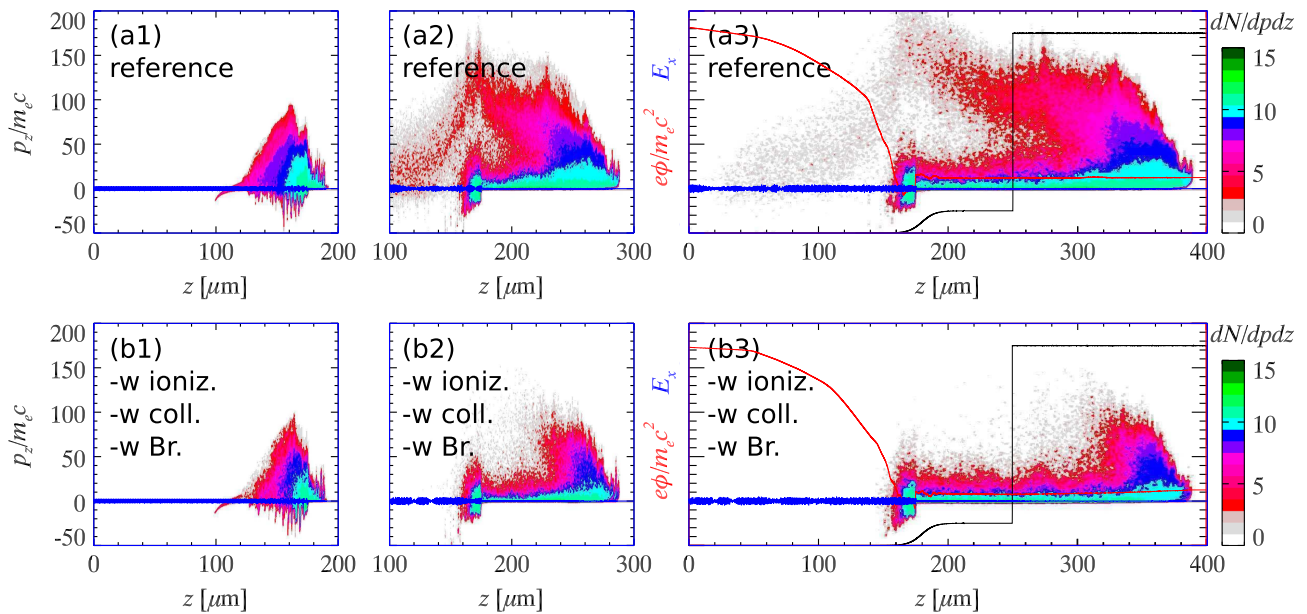 dN/dpdz
(a1)
reference
(a2)
reference
(a3)
reference
200
150
100
50
0
-50
p_z/m_ec
eϕ/m_ec² E_x
15
10
5
0
0 100 200
100 200 300
0 100 200 300 400
z [μm]
z [μm]
z [μm]
dN/dpdz
(b1)
-w ioniz.
-w coll.
-w Br.
(b2)
-w ioniz.
-w coll.
-w Br.
(b3)
-w ioniz.
-w coll.
-w Br.
200
150
100
50
0
-50
p_z/m_ec
eϕ/m_ec² E_x
15
10
5
0
0 100 200
100 200 300
0 100 200 300 400
z [μm]
z [μm]
z [μm]